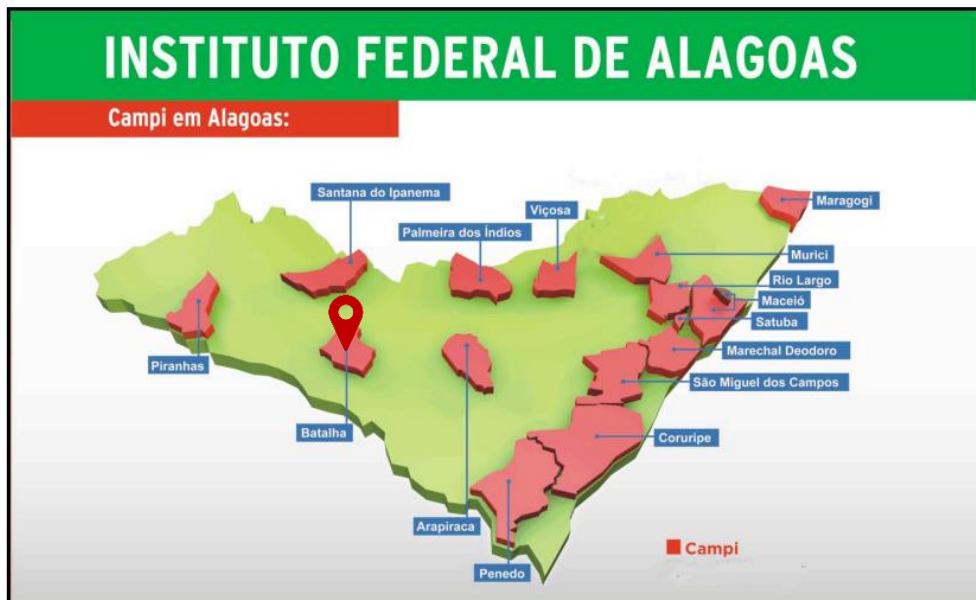 INSTITUTO FEDERAL DE ALAGOAS
Campi em Alagoas:
Santana do Ipanema
Maragogi
Viçosa
Palmeira dos Índios
Murici
Rio Largo
Maceió
Satuba
Marechal Deodoro
Piranhas
São Miguel dos Campos
Batalha
Coruripe
Arapiraca
Campi
Penedo